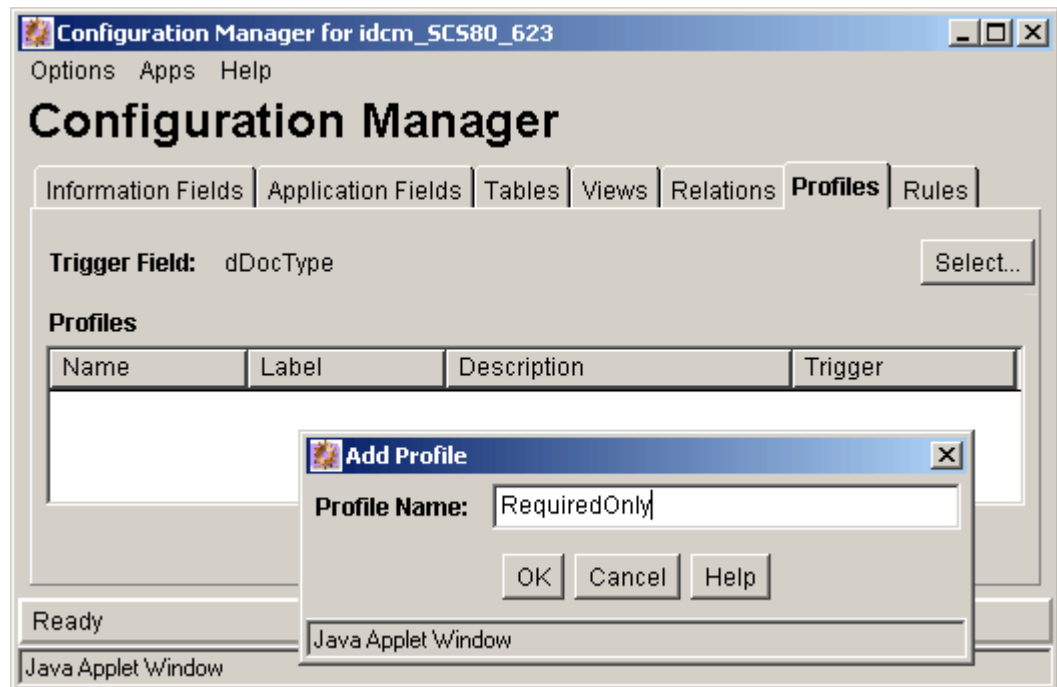 Configuration Manager for idcm_SCS80_623
Options Apps Help
Configuration Manager
Information Fields Application Fields Tables Views Relations Profiles Rules
Trigger Field: dDocType Select...
Profiles
Name Label Description Trigger
Add Profile
Profile Name: RequiredOnly
OK Cancel Help
Java Applet Window
Ready
Java Applet Window